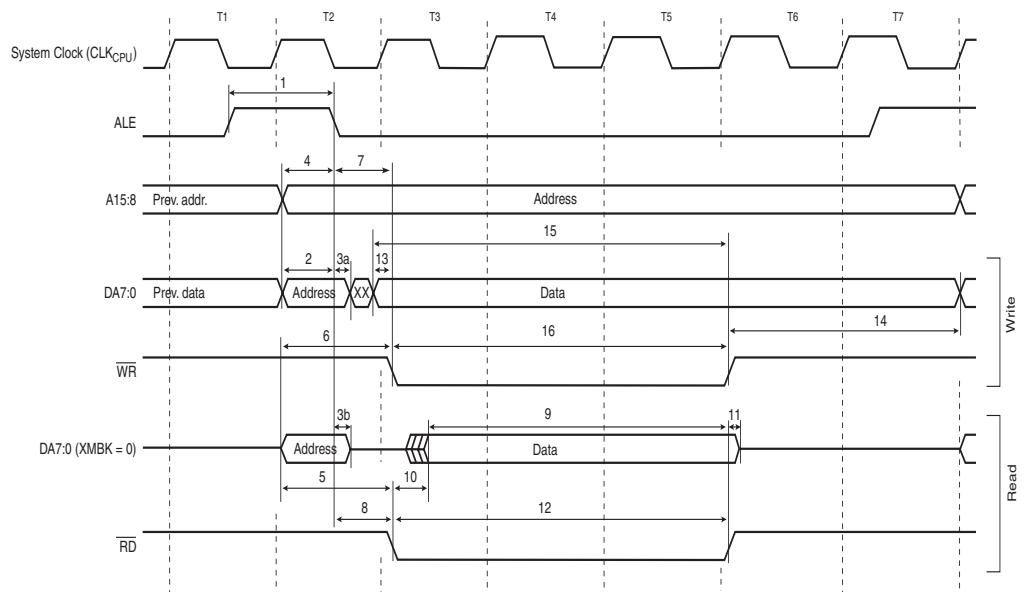 T1 T2 T3 T4 T5 T6 T7
System Clock (CLKCPU)
1
ALE
4 7
A15:8 Prev. addr. Address
15
2 3a 13
DA7:0 Prev. data Address XX Data
14
6 16
WR
Write
3b 9 11
DA7:0 (XMBK = 0) Address Data
5 10
8 12
RD
Read